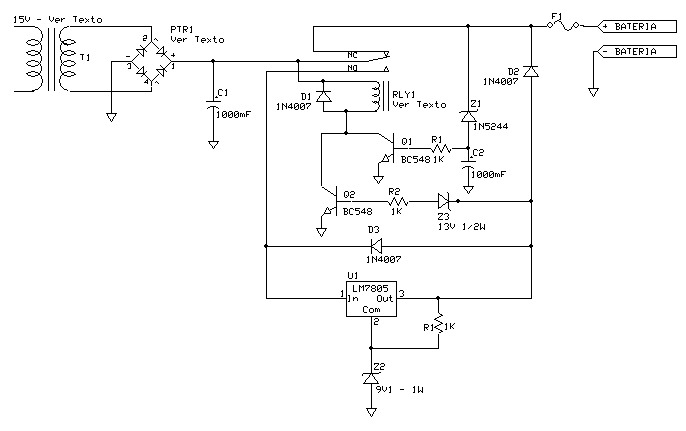 15V - Ver Texto
T1
PTR1
Ver Texto
2
3
1
4
+
C1
1000mF
NC
NO
D1
1N4007
RLY1
Ver Texto
F1
+ BATERIA
- BATERIA
D2
1N4007
Z1
1N5244
Q1
BC548
R1
1K
C2
1000mF
Q2
BC548
R2
1K
Z3
13V 1/2W
D3
1N4007
U1
LM7805
1
In
Out
3
Com
2
R1
1K
Z2
9V1 - 1W